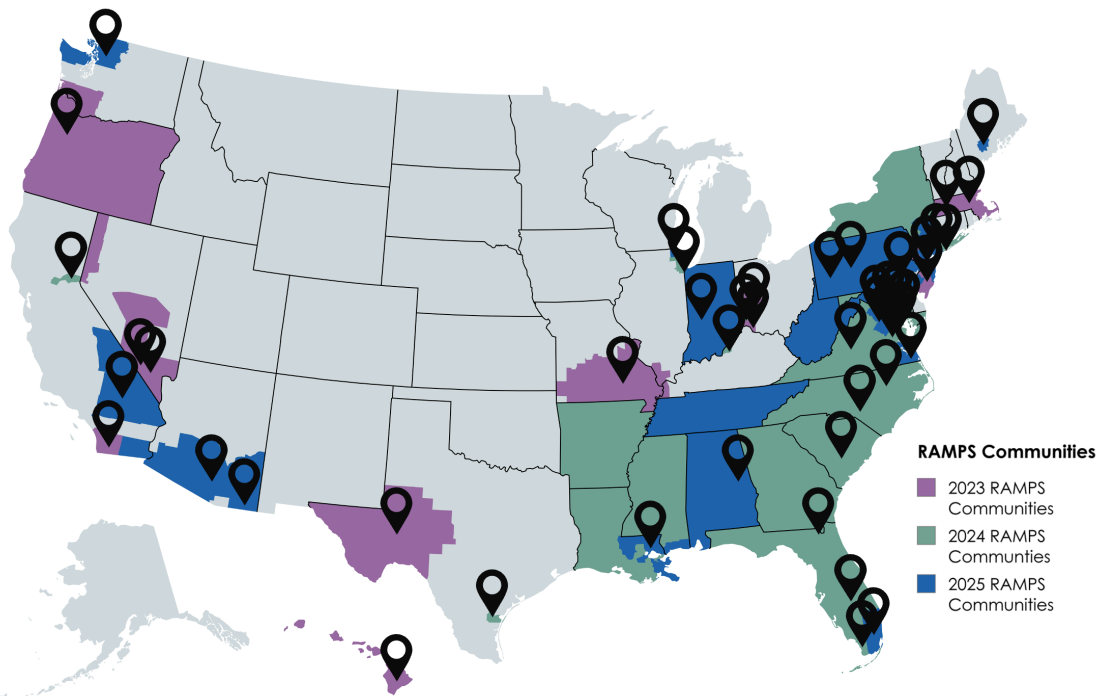 RAMPS Communities
2023 RAMPS
Communities
2024 RAMPS
Communties
2025 RAMPS
Communities